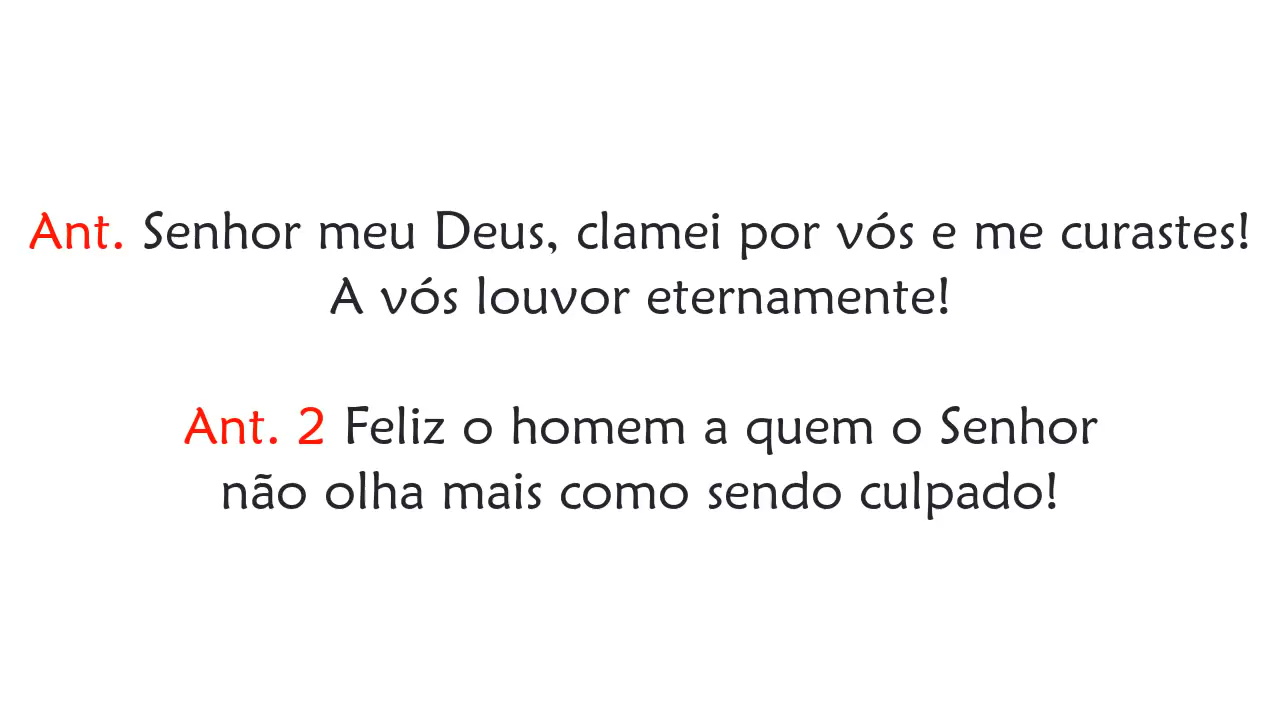 Ant. Senhor meu Deus, clamei por vós e me curastes!
A vós louvor eternamente!
Ant. 2 Feliz o homem a quem o Senhor
não olha mais como sendo culpado!